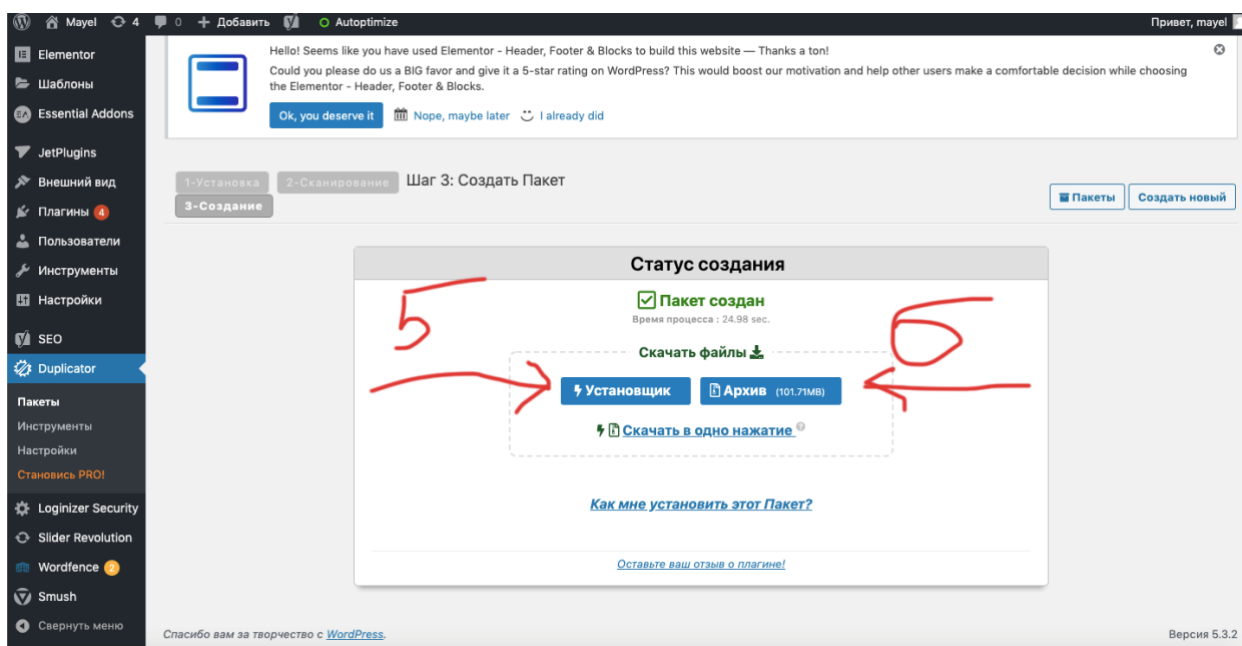 Mayel 4 0 Добавить Autoptimize Привет, mayel
Elementor
Шаблоны
Essential Addons
JetPlugins
Внешний вид
Плагины 4
Пользователи
Инструменты
Настройки
SEO
Duplicator
Пакеты
Инструменты
Настройки
Становись PRO!
Loginizer Security
Slider Revolution
Wordfence 2
Smush
Свернуть меню
Hello! Seems like you have used Elementor - Header, Footer & Blocks to build this website — Thanks a ton!
Could you please do us a BIG favor and give it a 5-star rating on WordPress? This would boost our motivation and help other users make a comfortable decision while choosing
the Elementor - Header, Footer & Blocks.
Ok, you deserve it Nope, maybe later I already did
1-Установка 2-Сканирование Шаг 3: Создать Пакет
3-Создание
Пакеты Создать новый
Статус создания
Пакет создан
Время процесса : 24.98 sec.
5 6
Скачать файлы
Установщик Архив (101.71MB)
Скачать в одно нажатие ?
Как мне установить этот Пакет?
Оставьте ваш отзыв о плагине!
Спасибо вам за творчество с WordPress. Версия 5.3.2